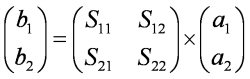 (b₁ b₂) = (S₁₁ S₁₂ S₂₁ S₂₂) × (a₁ a₂)